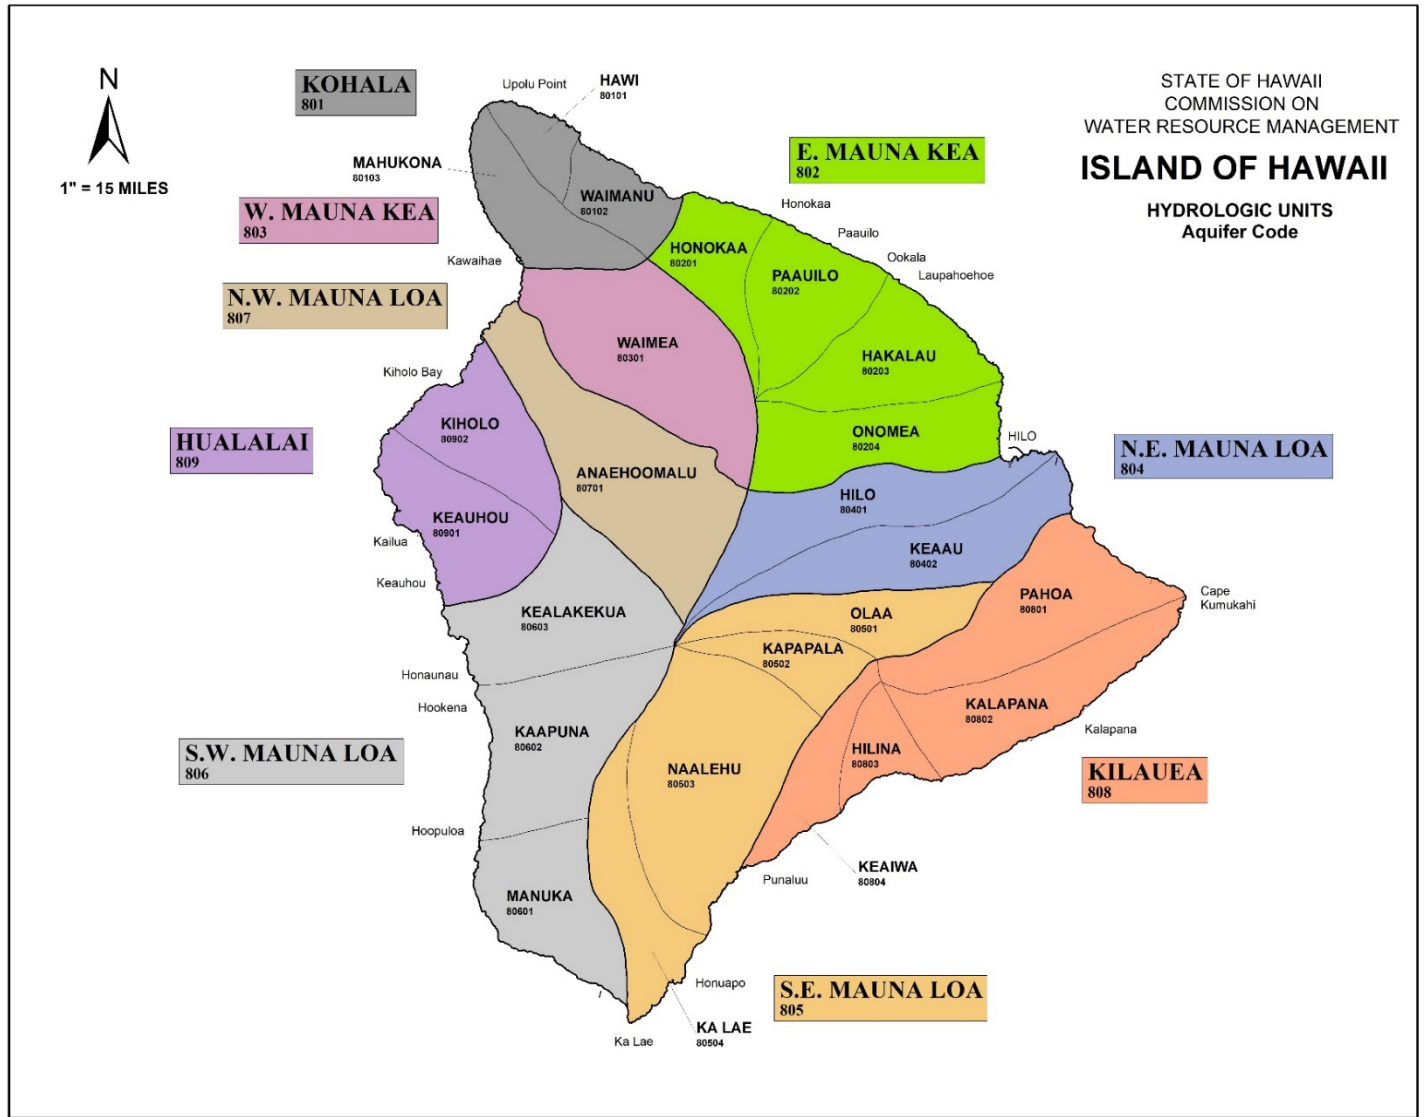 N
1" = 15 MILES
STATE OF HAWAII
COMMISSION ON
WATER RESOURCE MANAGEMENT
ISLAND OF HAWAII
HYDROLOGIC UNITS
Aquifer Code
KOHALA
801
Upolu Point
HAWI
80101
MAHUKONA
80103
WAIMANU
80102
E. MAUNA KEA
802
W. MAUNA KEA
803
Kawaihae
Honokaa
Paauilo
Ookala
Laupahoehoe
HONOKAA
80201
PAAUILO
80202
N.W. MAUNA LOA
807
WAIMEA
80301
HAKALAU
80203
Kiholo Bay
KIHOLO
80902
ONOMEA
80204
HILO
HUALALAI
809
N.E. MAUNA LOA
804
ANAEHOOMALU
80701
HILO
80401
KEAUHOU
80901
Kailua
KEAAU
80402
Keauhou
KEALAKEKUA
80603
OLAA
80501
PAHOA
80801
Cape
Kumukahi
KAPAPALA
80502
Honaunau
Hookena
KALAPANA
80802
Kalapana
KAAPUNA
80602
S.W. MAUNA LOA
806
NAALEHU
80503
HILINA
80803
KILAUEA
808
Hoopuloa
KEAIWA
80804
Punaluu
MANUKA
80601
Honuapo
S.E. MAUNA LOA
805
KA LAE
80504
Ka Lae